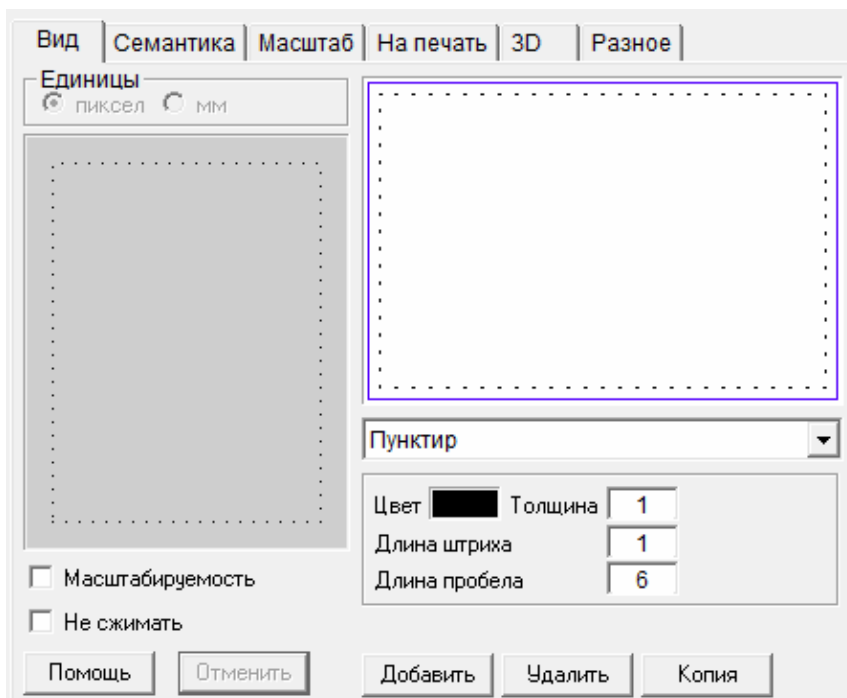 Вид Семантика Масштаб На печать 3D Разное
Единицы
пиксел мм
Пунктир
Цвет Толщина 1
Длина штриха 1
Длина пробела 6
Масштабируемость
Не сжимать
Помощь Отменить Добавить Удалить Копия